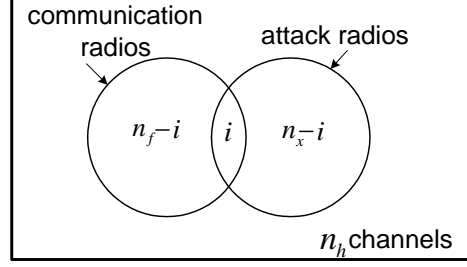 communication
radios
attack radios
n_f−i
i
n_x−i
n_h channels